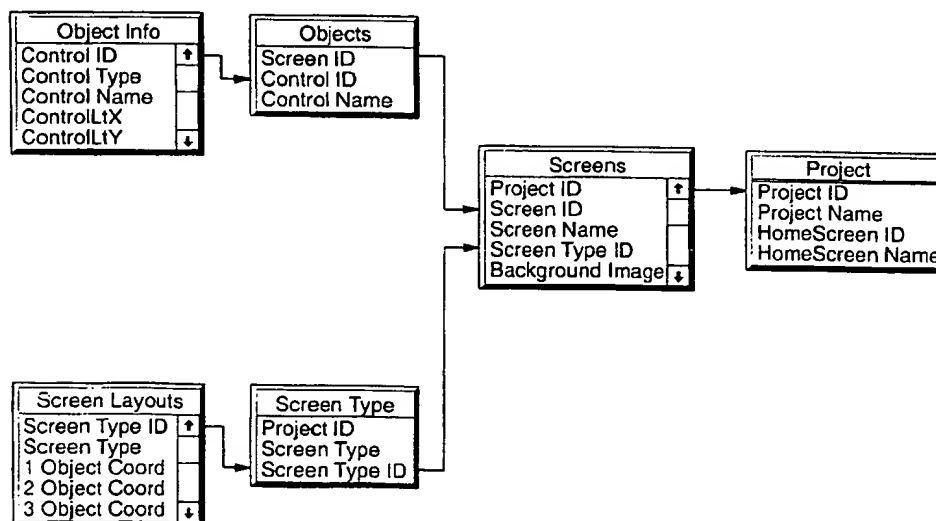 Object Info
Control ID
Control Type
Control Name
ControlLtX
ControlLtY
Objects
Screen ID
Control ID
Control Name
Screens
Project ID
Screen ID
Screen Name
Screen Type ID
Background Image
Project
Project ID
Project Name
HomeScreen ID
HomeScreen Name
Screen Layouts
Screen Type ID
Screen Type
1 Object Coord
2 Object Coord
3 Object Coord
Screen Type
Project ID
Screen Type
Screen Type ID